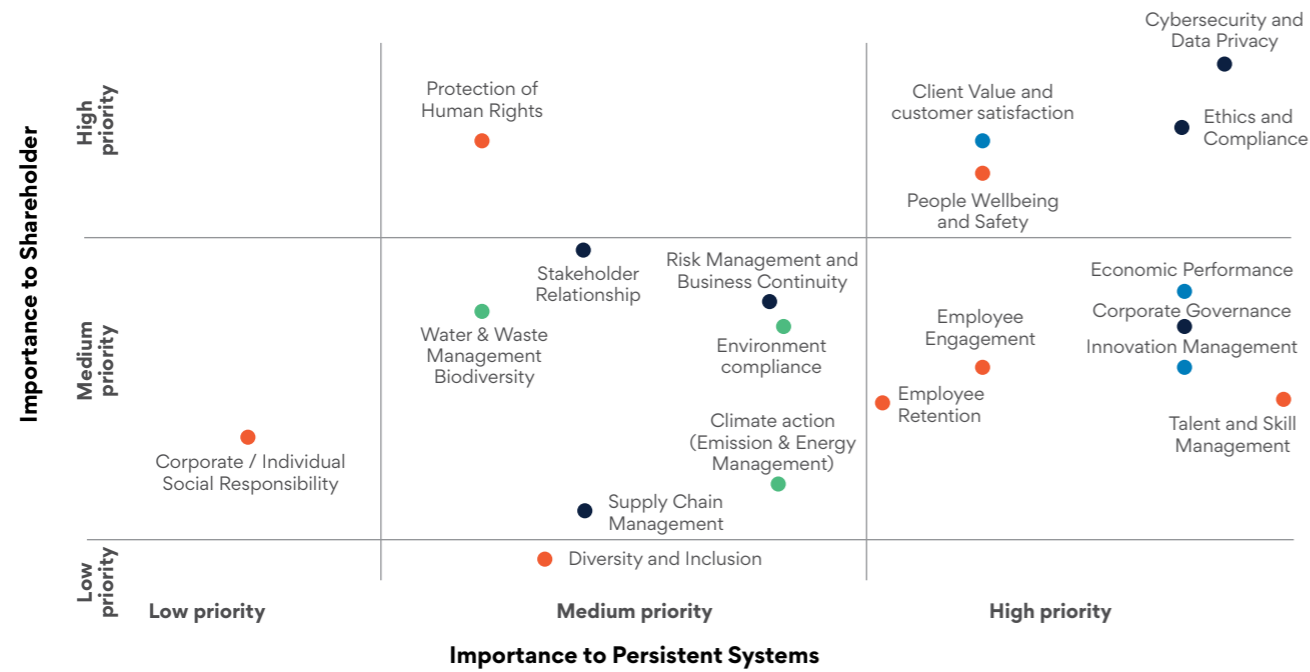 Cybersecurity and
Data Privacy
Protection of
Human Rights
Client Value and
customer satisfaction
Ethics and
Compliance
People Wellbeing
and Safety
High
priority
Importance to Shareholder
Stakeholder
Relationship
Risk Management and
Business Continuity
Economic Performance
Corporate Governance
Innovation Management
Water & Waste
Management
Biodiversity
Environment
compliance
Employee
Engagement
Employee
Retention
Talent and Skill
Management
Medium
priority
Climate action
(Emission & Energy
Management)
Corporate / Individual
Social Responsibility
Supply Chain
Management
Diversity and Inclusion
Low
priority
Low priority
Medium priority
High priority
Importance to Persistent Systems